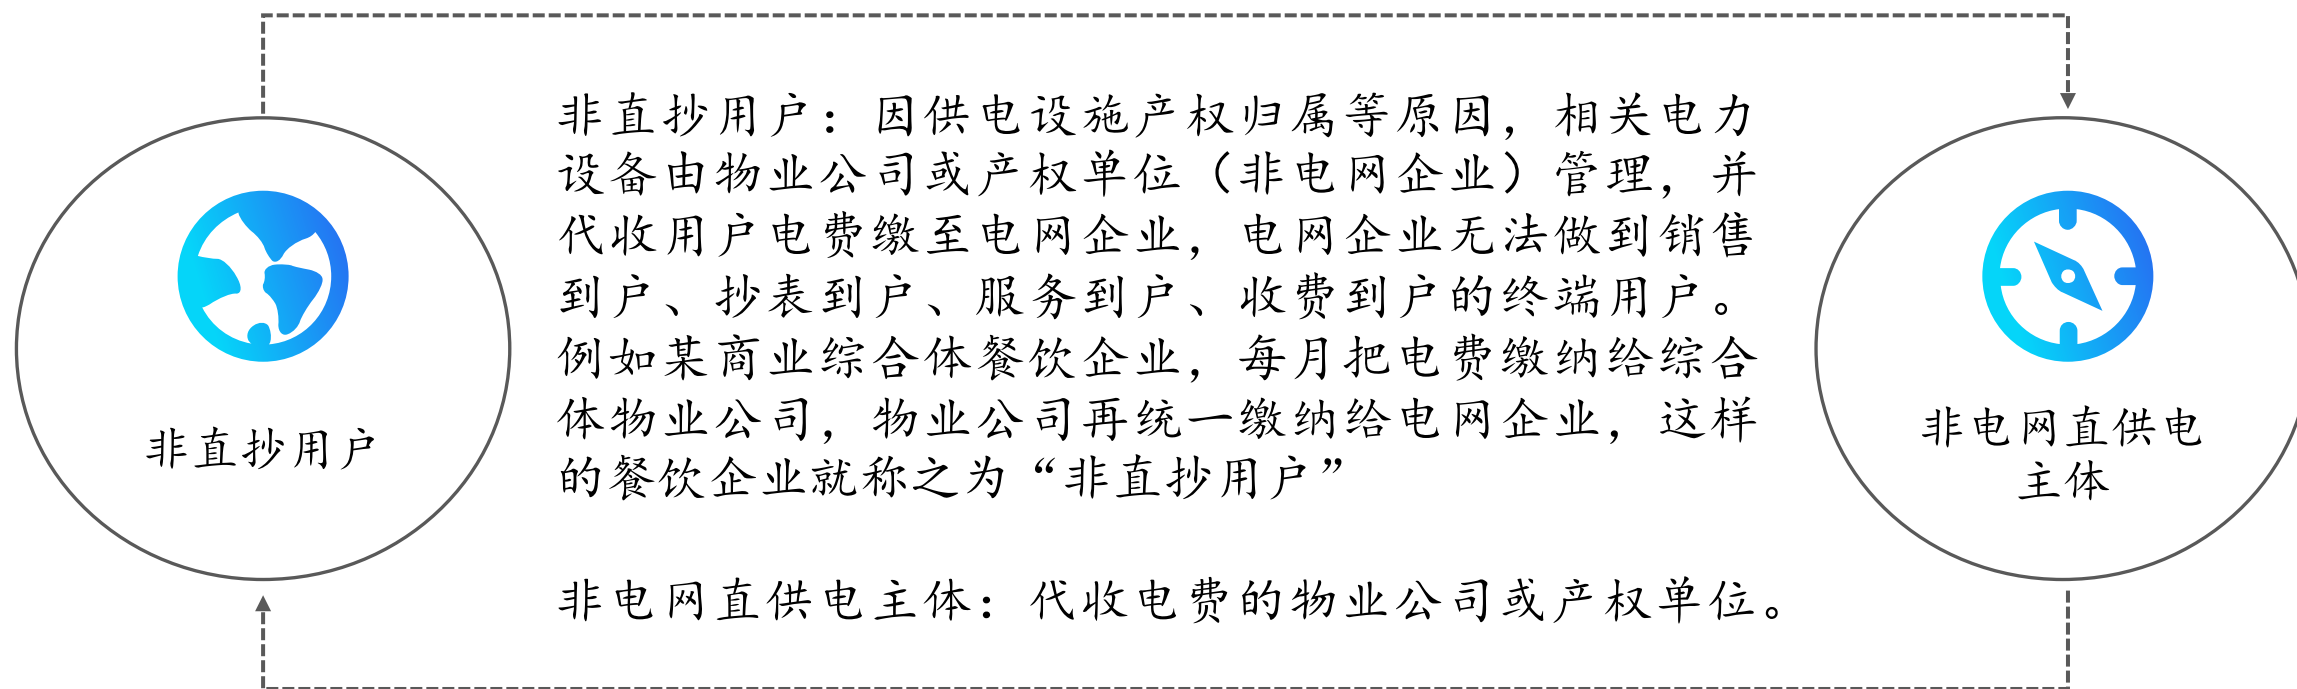 非直抄用户：因供电设施产权归属等原因，相关电力
设备由物业公司或产权单位（非电网企业）管理，并
代收用户电费缴至电网企业，电网企业无法做到销售
到户、抄表到户、服务到户、收费到户的终端用户。
例如某商业综合体餐饮企业，每月把电费缴纳给综合
体物业公司，物业公司再统一缴纳给电网企业，这样
的餐饮企业就称之为“非直抄用户”
非电网直供电主体：代收电费的物业公司或产权单位。
非直抄用户
非电网直供电
主体